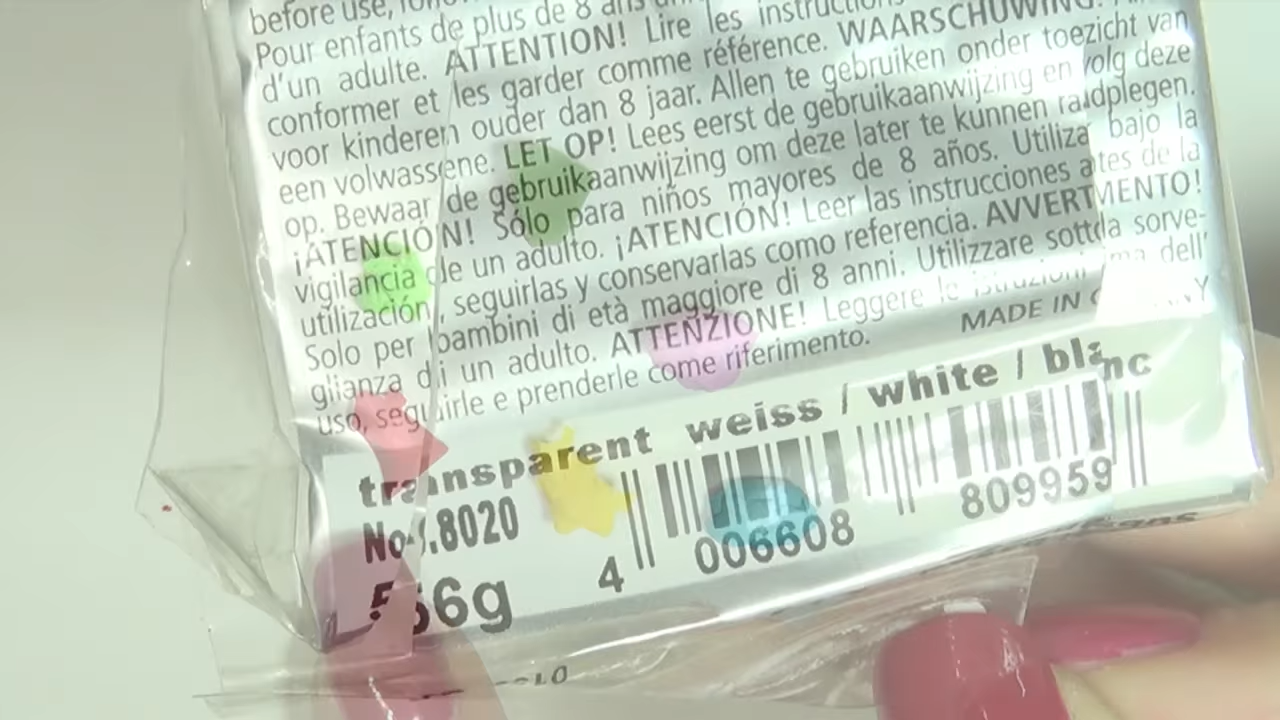 before use,
Pour enfants de plus de 8 ans
d'un adulte. ATTENTION! Lire les instructions
conformer et les garder comme référence. WAARSCHUWING!
voor kinderen ouder dan 8 jaar. Allen te gebruiken onder toezicht van
een volwassene. LET OP! Lees eerst de gebruikaanwijzing en volg deze
op. Bewaar de gebruikaanwijzing om deze later te kunnen raadplegen.
¡ATENCIÓN! Sólo para niños mayores de 8 años. Utiliza bajo la
vigilancia de un adulto. ¡ATENCIÓN! Leer las instrucciones antes de la
utilización, seguirlas y conservarlas como referencia. AVVERTIMENTO!
Solo per bambini di età maggiore di 8 anni. Utilizzare sotto la sorve-
glianza di un adulto. ATTENZIONE! Leggere le istruzioni prima dell'
uso, seguirle e prenderle come riferimento.
MADE IN
transparent weiss / white / blanc
No. 8020
56g
4 006608 809959